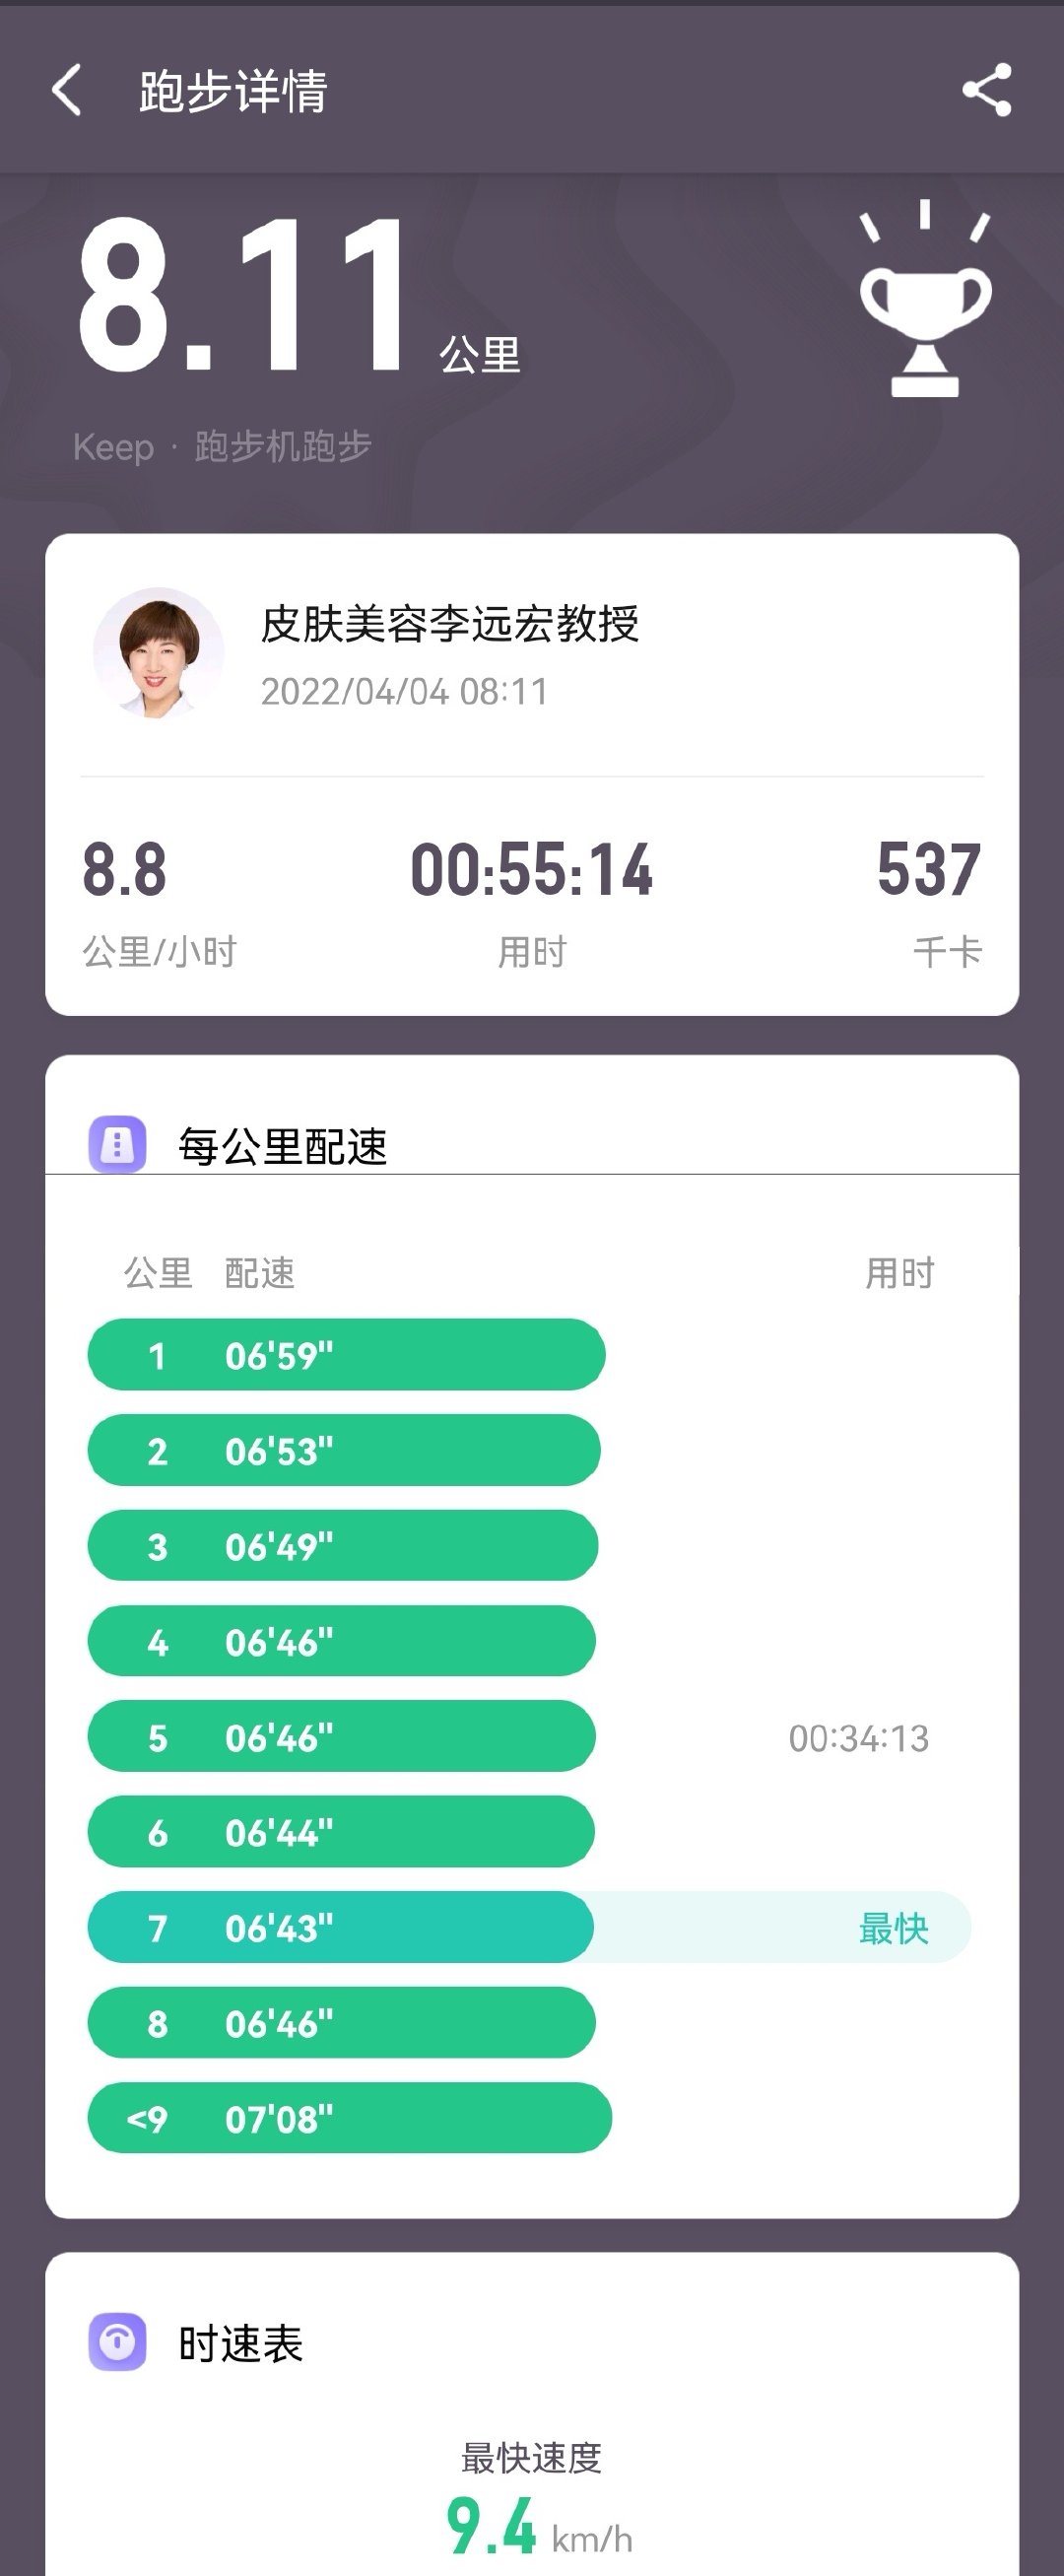 跑步详情
8.11 公里
Keep · 跑步机跑步
皮肤美容李远宏教授
2022/04/04 08:11
8.8 00:55:14 537
公里/小时 用时 千卡
每公里配速
公里 配速 用时
1 06'59"
2 06'53"
3 06'49"
4 06'46"
5 06'46" 00:34:13
6 06'44"
7 06'43" 最快
8 06'46"
<9 07'08"
时速表
最快速度
9.4 km/h